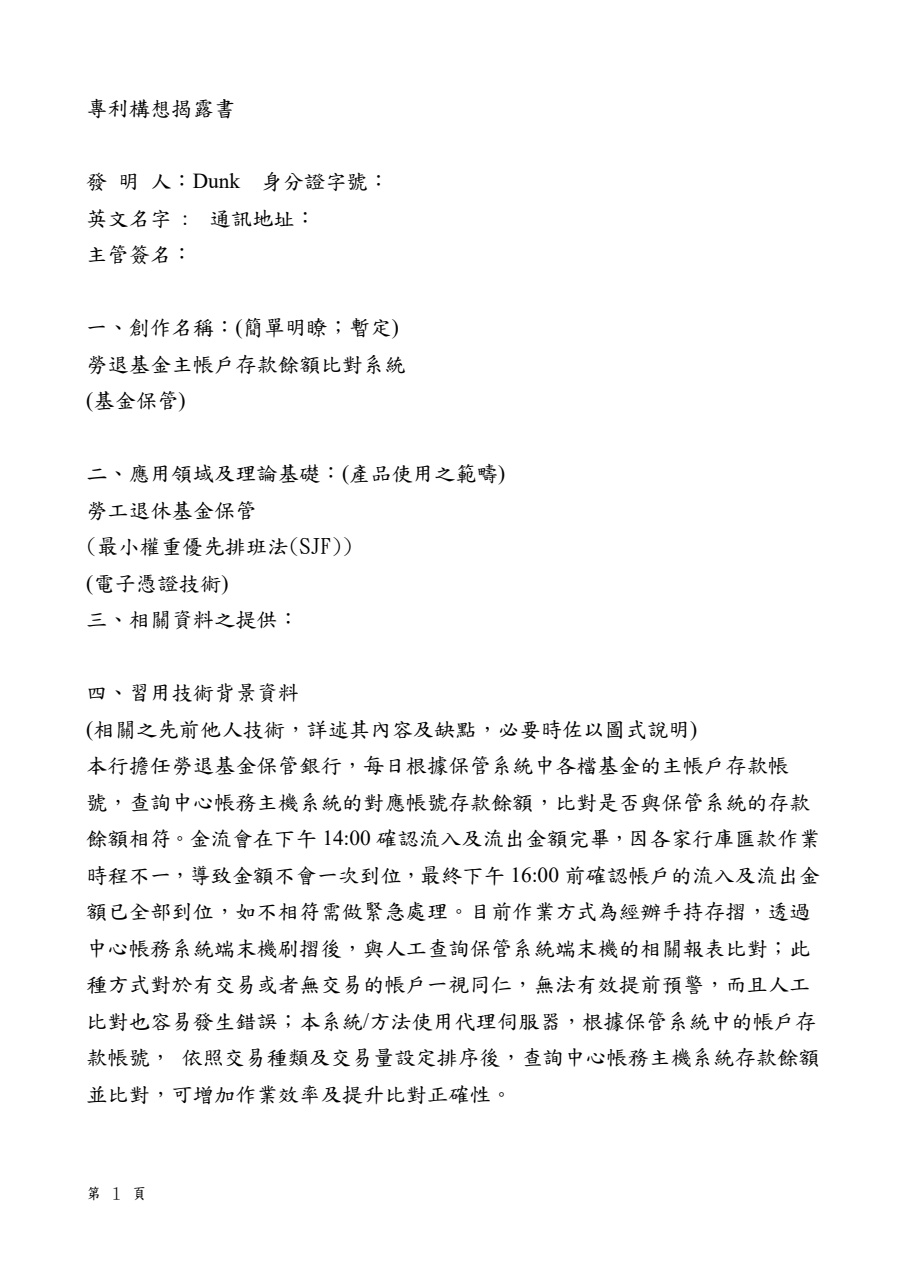 專利構想揭露書
發 明 人：Dunk 身分證字號：
英文名字 : 通訊地址：
主管簽名：
一、創作名稱：(簡單明瞭；暫定)
勞退基金主帳戶存款餘額比對系統
(基金保管)
二、應用領域及理論基礎：(產品使用之範疇)
勞工退休基金保管
(最小權重優先排班法(SJF))
(電子憑證技術)
三、相關資料之提供：
四、習用技術背景資料
(相關之先前他人技術，詳述其內容及缺點，必要時佐以圖式說明)
本行擔任勞退基金保管銀行，每日根據保管系統中各檔基金的主帳戶存款帳
號，查詢中心帳務主機系統的對應帳號存款餘額，比對是否與保管系統的存款
餘額相符。金流會在下午 14:00 確認流入及流出金額完畢，因各家行庫匯款作業
時程不一，導致金額不會一次到位，最終下午 16:00 前確認帳戶的流入及流出金
額已全部到位，如不相符需做緊急處理。目前作業方式為經辦手持存摺，透過
中心帳務系統端末機刷摺後，與人工查詢保管系統端末機的相關報表比對；此
種方式對於有交易或者無交易的帳戶一視同仁，無法有效提前預警，而且人工
比對也容易發生錯誤；本系統/方法使用代理伺服器，根據保管系統中的帳戶存
款帳號， 依照交易種類及交易量設定排序後，查詢中心帳務主機系統存款餘額
並比對，可增加作業效率及提升比對正確性。
第 1 頁